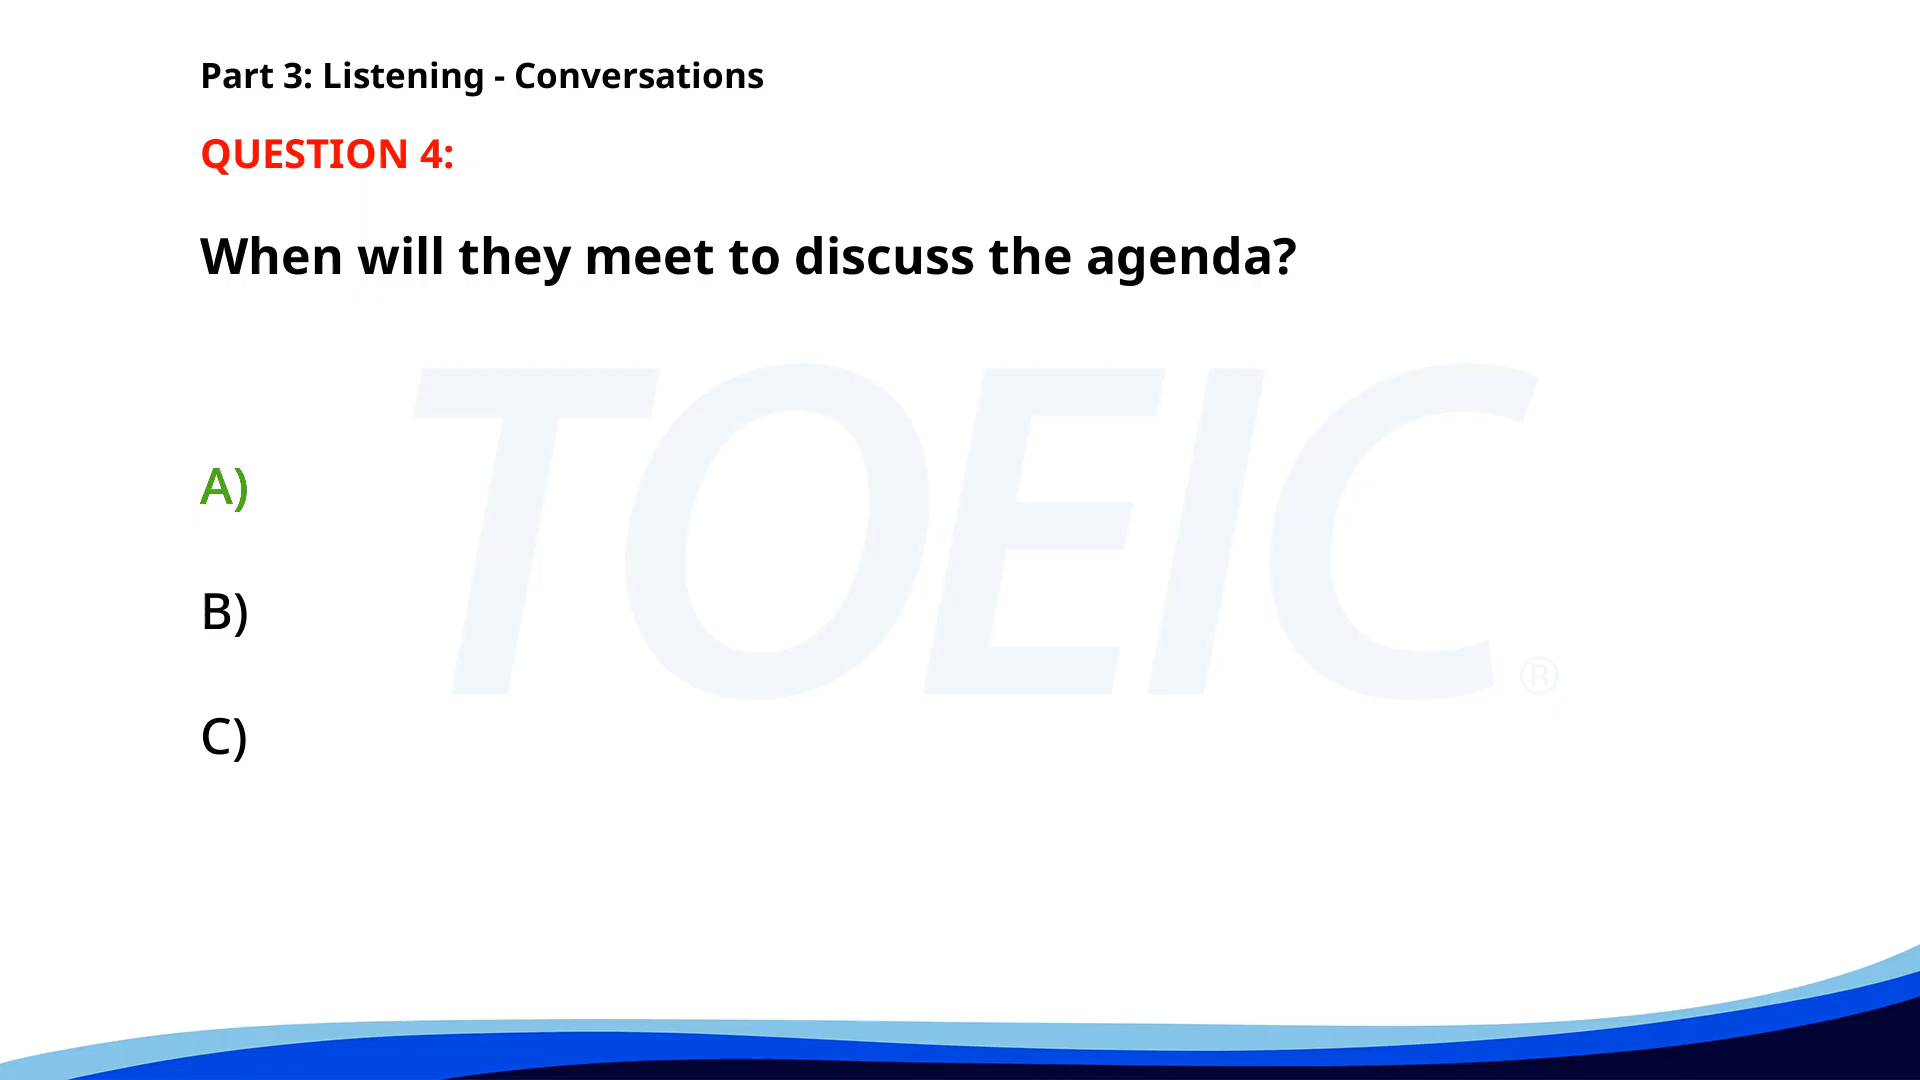 Part 3: Listening - Conversations
QUESTION 4:
When will they meet to discuss the agenda?
TOEIC®
A)
B)
C)